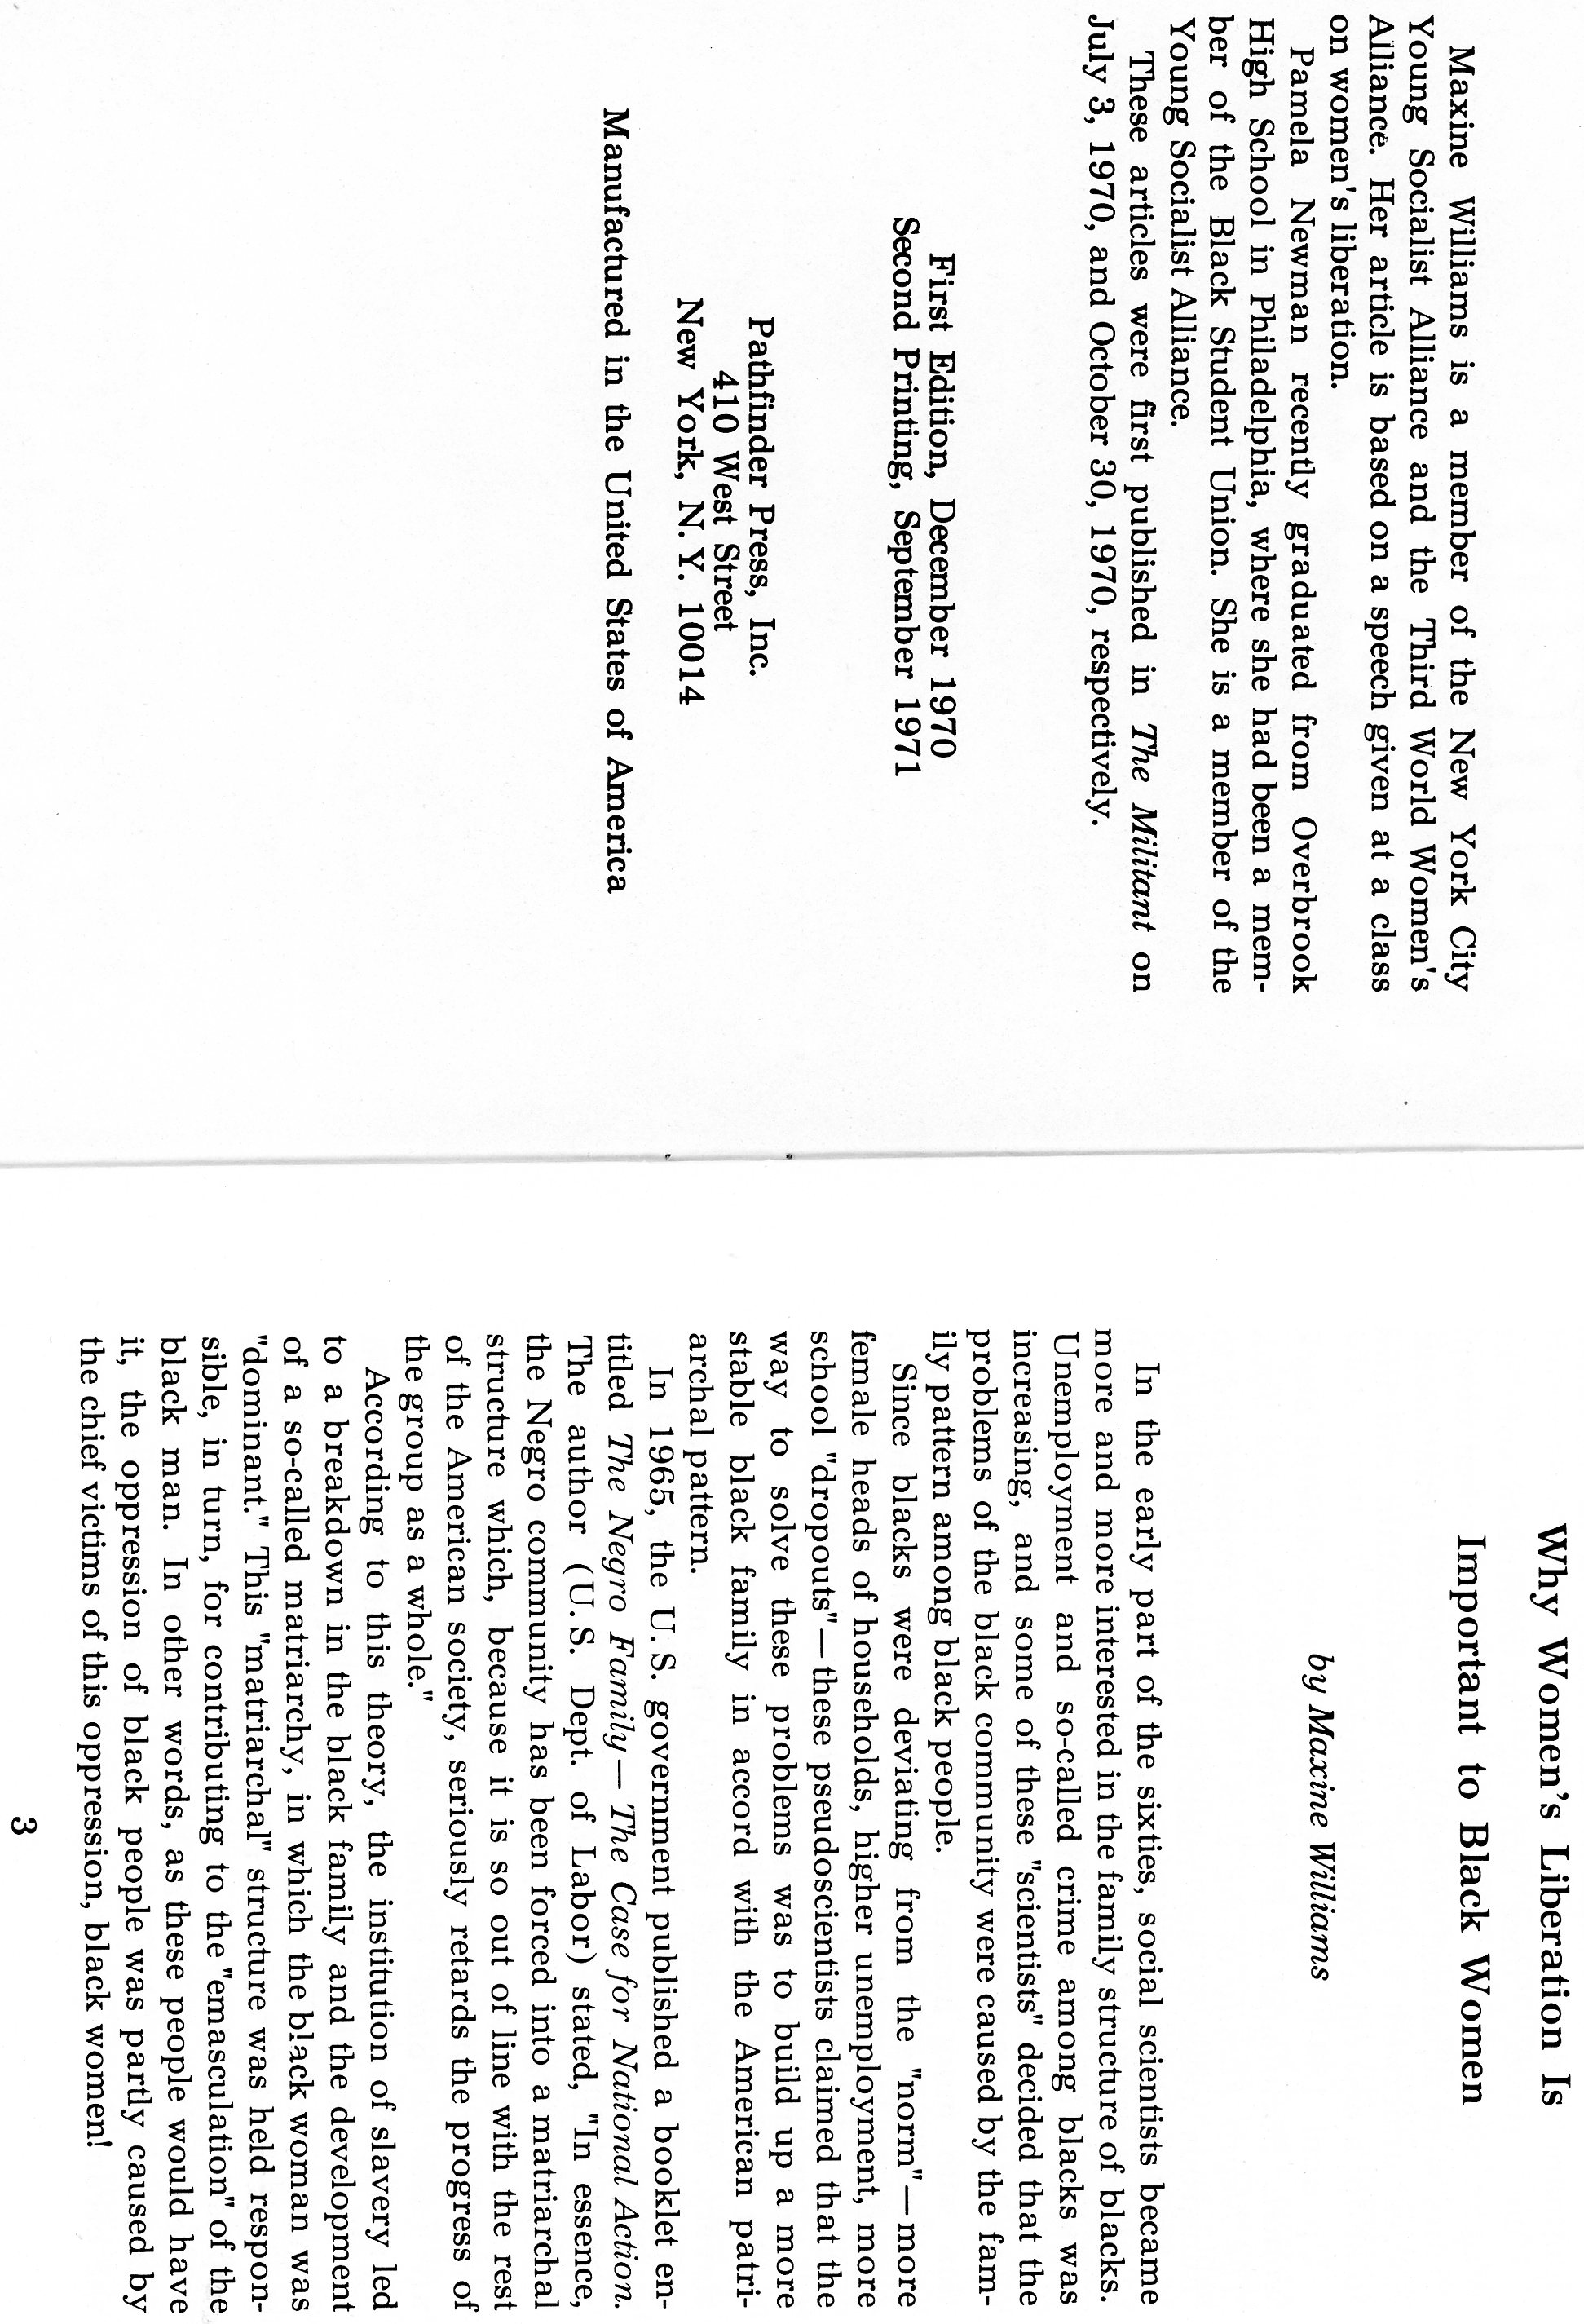 Maxine Williams is a member of the New York City
Young Socialist Alliance and the Third World Women's
Alliance. Her article is based on a speech given at a class
on women's liberation.
Pamela Newman recently graduated from Overbrook
High School in Philadelphia, where she had been a mem-
ber of the Black Student Union. She is a member of the
Young Socialist Alliance.
These articles were first published in The Militant on
July 3, 1970, and October 30, 1970, respectively.
First Edition, December 1970
Second Printing, September 1971
Pathfinder Press, Inc.
410 West Street
New York, N. Y. 10014
Manufactured in the United States of America
Why Women's Liberation Is
Important to Black Women
by Maxine Williams
In the early part of the sixties, social scientists became
more and more interested in the family structure of blacks.
Unemployment and so-called crime among blacks was
increasing, and some of these "scientists" decided that the
problems of the black community were caused by the fam-
ily pattern among black people.
Since blacks were deviating from the "norm"—more
female heads of households, higher unemployment, more
school "dropouts"—these pseudoscientists claimed that the
way to solve these problems was to build up a more
stable black family in accord with the American patri-
archal pattern.
In 1965, the U. S. government published a booklet en-
titled The Negro Family— The Case for National Action.
The author (U. S. Dept. of Labor) stated, "In essence,
the Negro community has been forced into a matriarchal
structure which, because it is so out of line with the rest
of the American society, seriously retards the progress of
the group as a whole."
According to this theory, the institution of slavery led
to a breakdown in the black family and the development
of a so-called matriarchy, in which the black woman was
"dominant." This "matriarchal" structure was held respon-
sible, in turn, for contributing to the "emasculation" of the
black man. In other words, as these people would have
it, the oppression of black people was partly caused by
the chief victims of this oppression, black women!
3